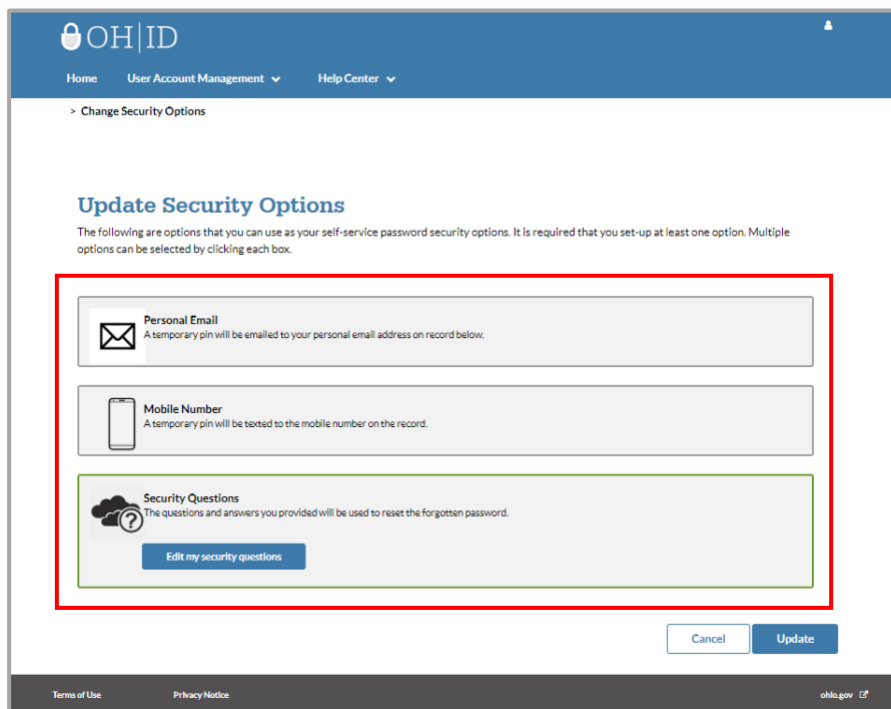 OH|ID
Home User Account Management Help Center
> Change Security Options
Update Security Options
The following are options that you can use as your self-service password security options. It is required that you set-up at least one option. Multiple
options can be selected by clicking each box.
Personal Email
A temporary pin will be emailed to your personal email address on record below.
Mobile Number
A temporary pin will be texted to the mobile number on the record.
Security Questions
The questions and answers you provided will be used to reset the forgotten password.
Edit my security questions
Cancel Update
Terms of Use Privacy Notice ohio.gov